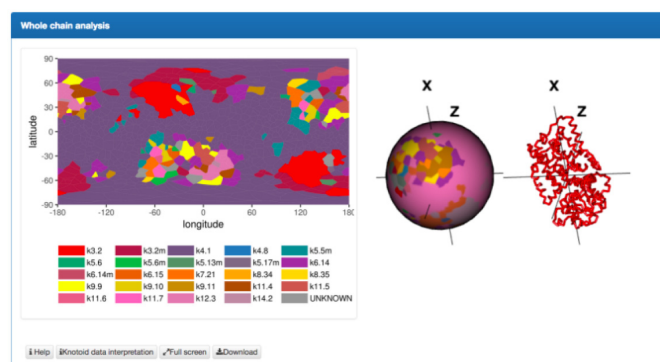 Whole chain analysis
90
60
30
0
-30
-60
-90
latitude
-180 -120 -60 0 60 120 180
longitude
k3.2 k3.2m k4.1 k4.8 k5.5m
k5.6 k5.6m k5.13m k5.17m k6.14
k6.14m k6.15 k7.21 k8.34 k8.35
k9.9 k9.10 k9.11 k11.4 k11.5
k11.6 k11.7 k12.3 k14.2 UNKNOWN
X
Z
X
Z
Help Knotoid data interpretation Full screen Download